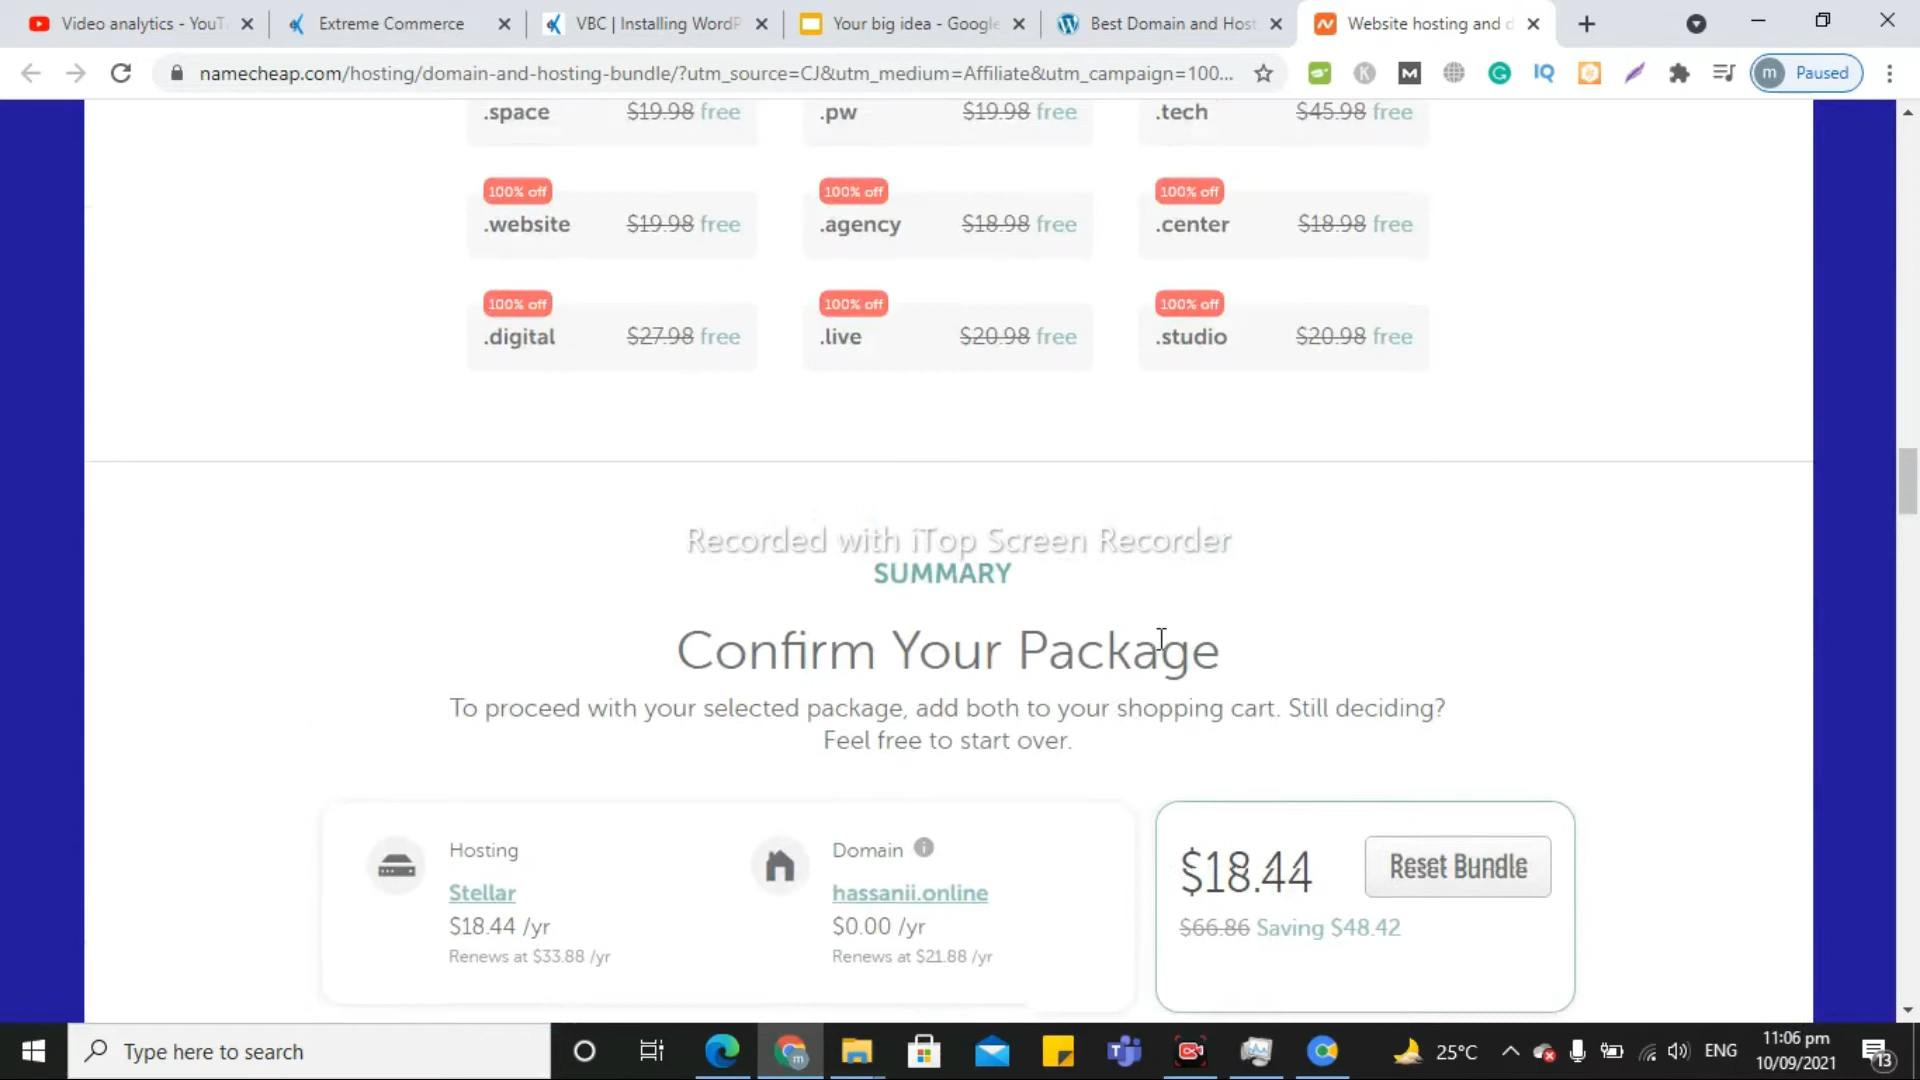 Video analytics - YouT
Extreme Commerce
VBC | Installing WordP
Your big idea - Google
Best Domain and Host
Website hosting and d
namecheap.com/hosting/domain-and-hosting-bundle/?utm_source=CJ&utm_medium=Affiliate&utm_campaign=100...
K
M
IQ
m Paused
.space $19.98 free
.pw $19.98 free
.tech $45.98 free
100% off
100% off
100% off
.website $19.98 free
.agency $18.98 free
.center $18.98 free
100% off
100% off
100% off
.digital $27.98 free
.live $20.98 free
.studio $20.98 free
Recorded with iTop Screen Recorder
SUMMARY
Confirm Your Package
To proceed with your selected package, add both to your shopping cart. Still deciding?
Feel free to start over.
Hosting
Stellar
$18.44 /yr
Renews at $33.88 /yr
Domain
hassanii.online
$0.00 /yr
Renews at $21.88 /yr
$18.44
Reset Bundle
$66.86 Saving $48.42
Type here to search
25°C
ENG
11:06 pm
10/09/2021
13